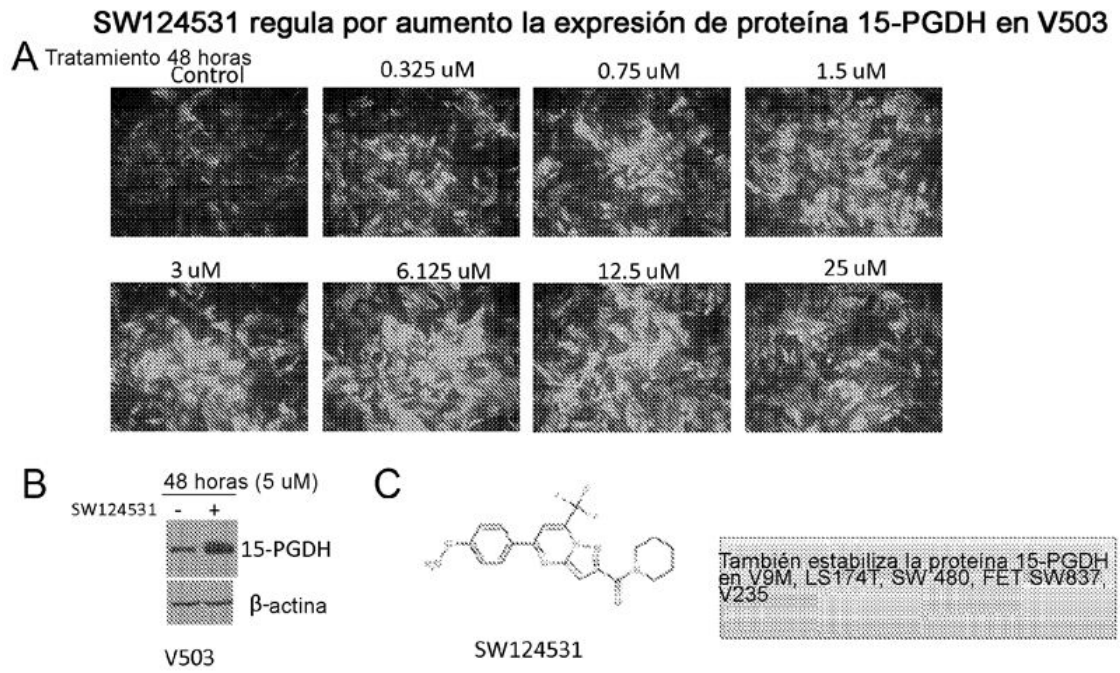 SW124531 regula por aumento la expresión de proteína 15-PGDH en V503
A Tratamiento 48 horas
Control 0.325 uM 0.75 uM 1.5 uM
3 uM 6.125 uM 12.5 uM 25 uM
B 48 horas (5 uM)
SW124531 - +
15-PGDH
β-actina
V503
C
SW124531
También estabiliza la proteína 15-PGDH
en V9M, LS174T, SW 480, FET SW837,
V235